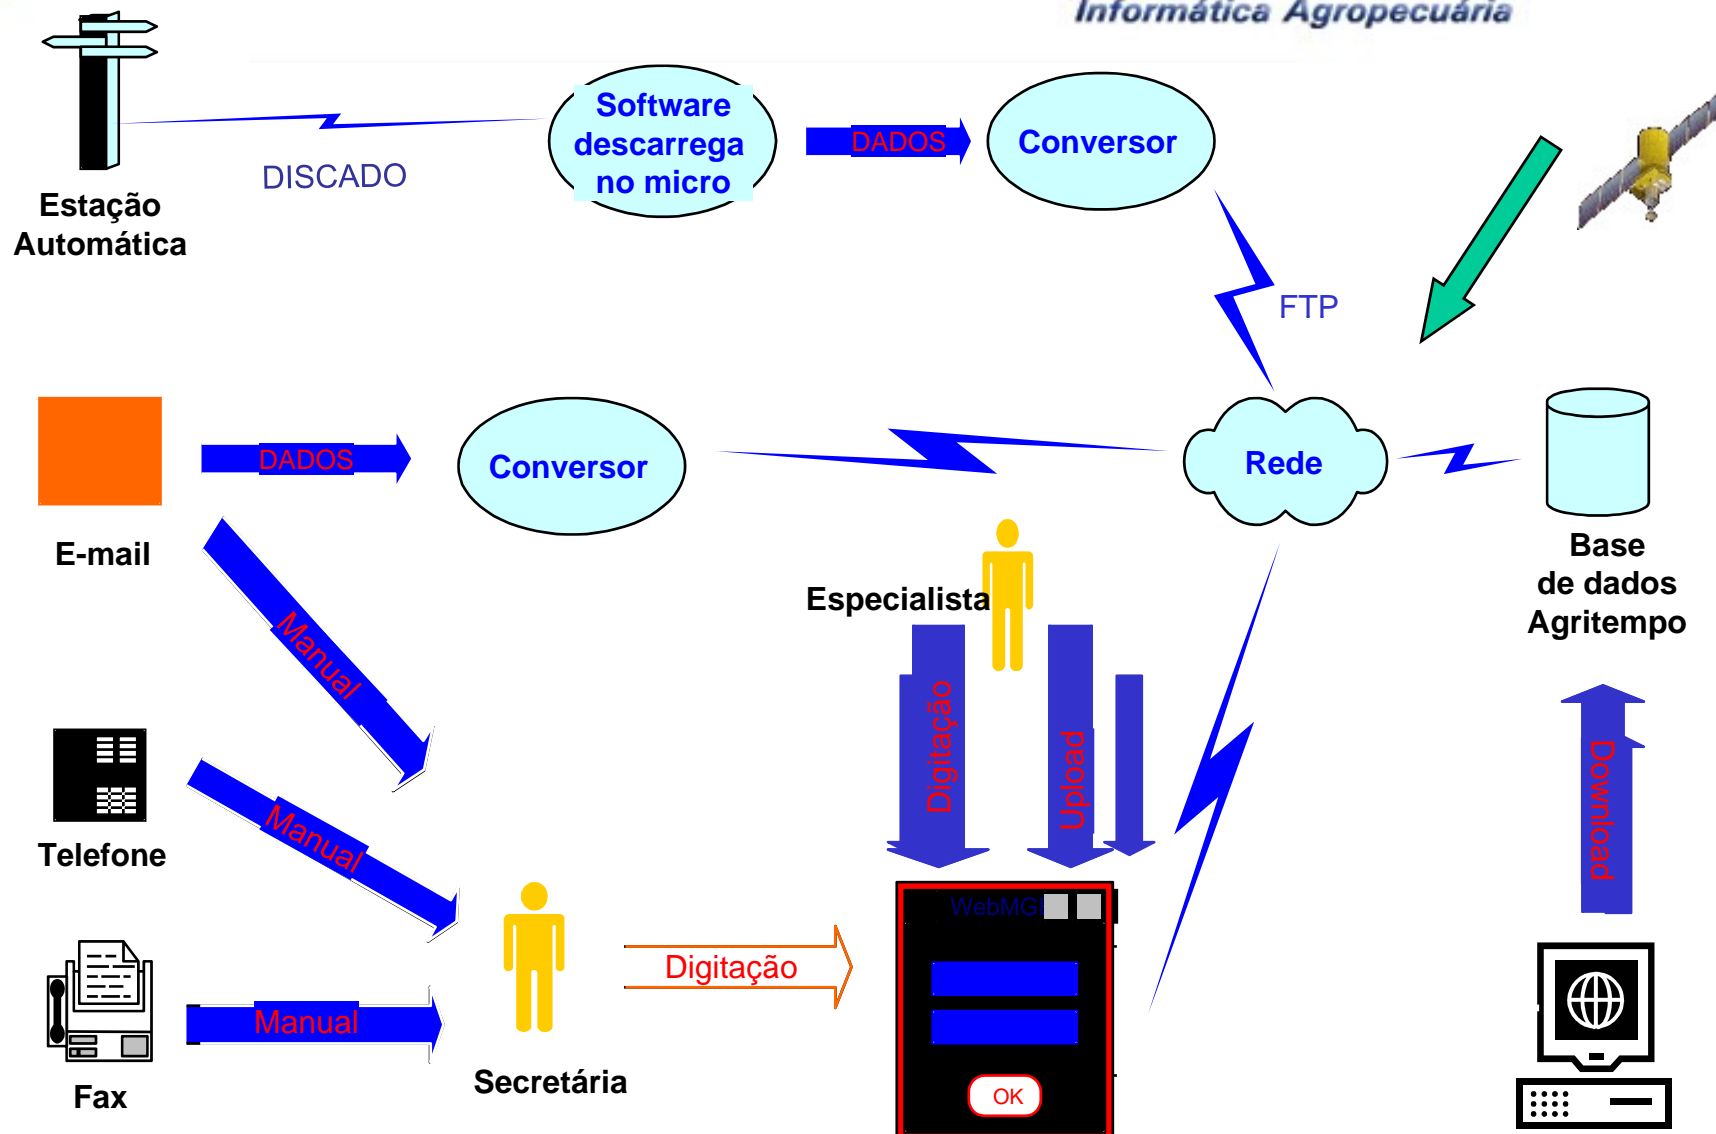 Informática Agropecuária
Software
descarrega
no micro
DADOS
Conversor
DISCADO
Estação
Automática
FTP
DADOS
Conversor
Rede
E-mail
Base
de dados
Agritempo
Especialista
Manual
Digitação
Upload
Download
Manual
Telefone
WebMG
Digitação
Manual
Secretária
OK
Fax